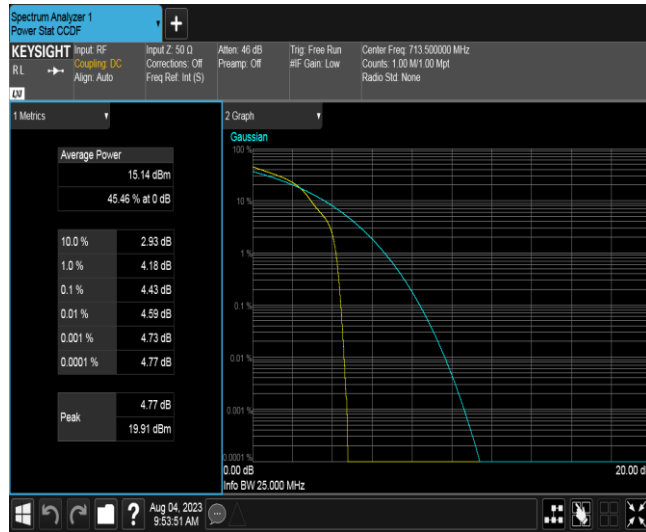 Spectrum Analyzer 1
Power Stat CCDF
KEYSIGHT
RL
LXI
Input: RF
Coupling: DC
Align: Auto
Input Z: 50 Ω
Corrections: Off
Freq Ref: Int (S)
Atten: 46 dB
Preamp: Off
Trig: Free Run
#IF Gain: Low
Center Freq: 713.500000 MHz
Counts: 1.00 M/1.00 Mpt
Radio Std: None
1 Metrics
Average Power
15.14 dBm
45.46 % at 0 dB
10.0 % 2.93 dB
1.0 % 4.18 dB
0.1 % 4.43 dB
0.01 % 4.59 dB
0.001 % 4.73 dB
0.0001 % 4.77 dB
Peak
4.77 dB
19.91 dBm
2 Graph
Gaussian
100 %
10 %
1 %
0.1 %
0.01 %
0.001 %
0.0001 %
0.00 dB 20.00 d
Info BW 25.000 MHz
? Aug 04, 2023
9:53:51 AM